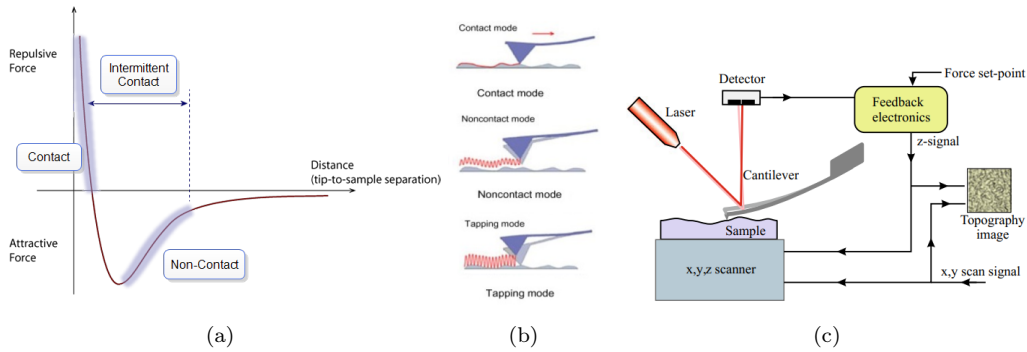 Repulsive
Force
Intermittent
Contact
Contact
Distance
(tip-to-sample separation)
Attractive
Force
Non-Contact
(a)
Contact mode
Contact mode
Noncontact mode
Noncontact mode
Tapping mode
Tapping mode
(b)
Force set-point
Detector
Feedback
electronics
Laser
z-signal
Cantilever
Sample
Topography
image
x,y,z scanner
x,y scan signal
(c)